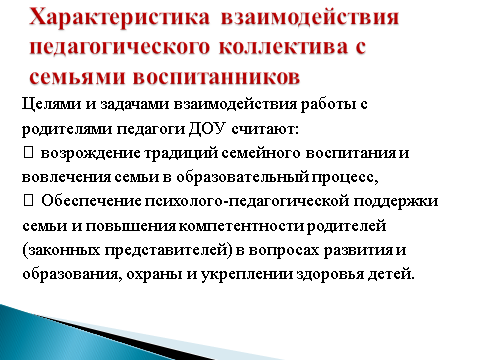 Характеристика взаимодействия
педагогического коллектива с
семьями воспитанников
Целями и задачами взаимодействия работы с
родителями педагоги ДОУ считают:
 возрождение традиций семейного воспитания и
вовлечения семьи в образовательный процесс,
 Обеспечение психолого-педагогической поддержки
семьи и повышения компетентности родителей
(законных представителей) в вопросах развития и
образования, охраны и укреплении здоровья детей.